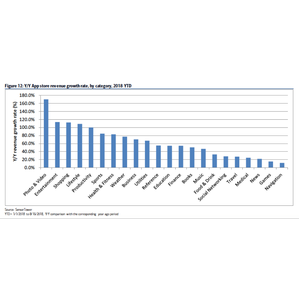 Figure 12: Y/Y App store revenue growth rate, by category, 2018 YTD
Y/Y revenue growth rate (%)
180.0%
160.0%
140.0%
120.0%
100.0%
80.0%
60.0%
40.0%
20.0%
0.0%
Photo & Video
Entertainment
Shopping
Lifestyle
Productivity
Sports
Health & Fitness
Weather
Business
Utilities
Reference
Education
Finance
Books
Music
Food & Drink
Social Networking
Travel
Medical
News
Games
Navigation
Source: SensorTower